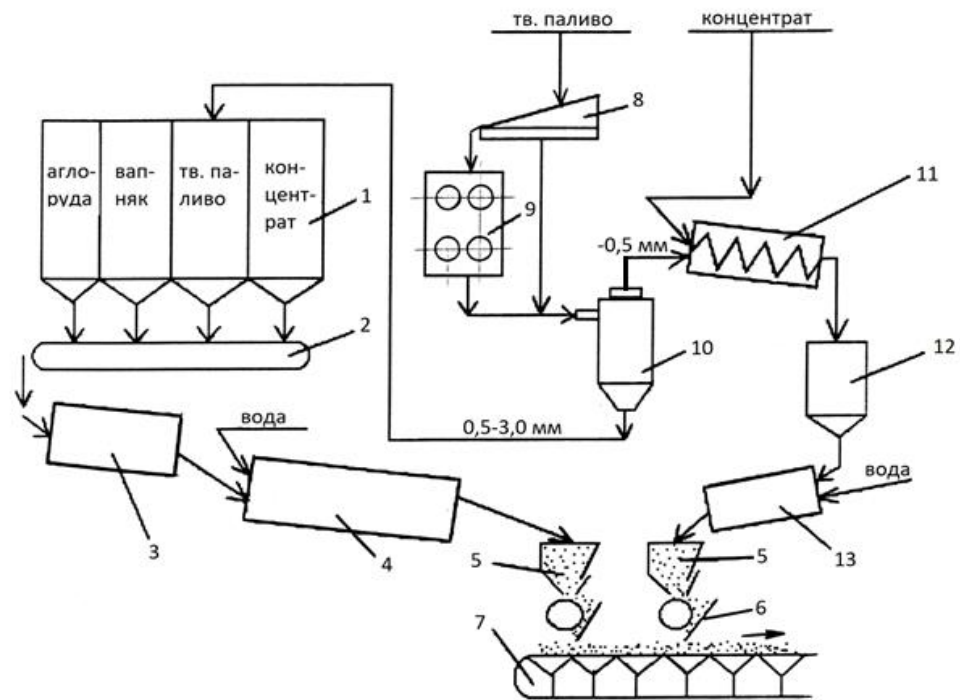 тв. паливо
концентрат
8
агло-
руда
вап-
няк
тв. па-
ливо
кон-
цент-
рат
1
9
11
-0,5 мм
2
10
12
0,5-3,0 мм
вода
вода
3
4
5
5
13
6
7